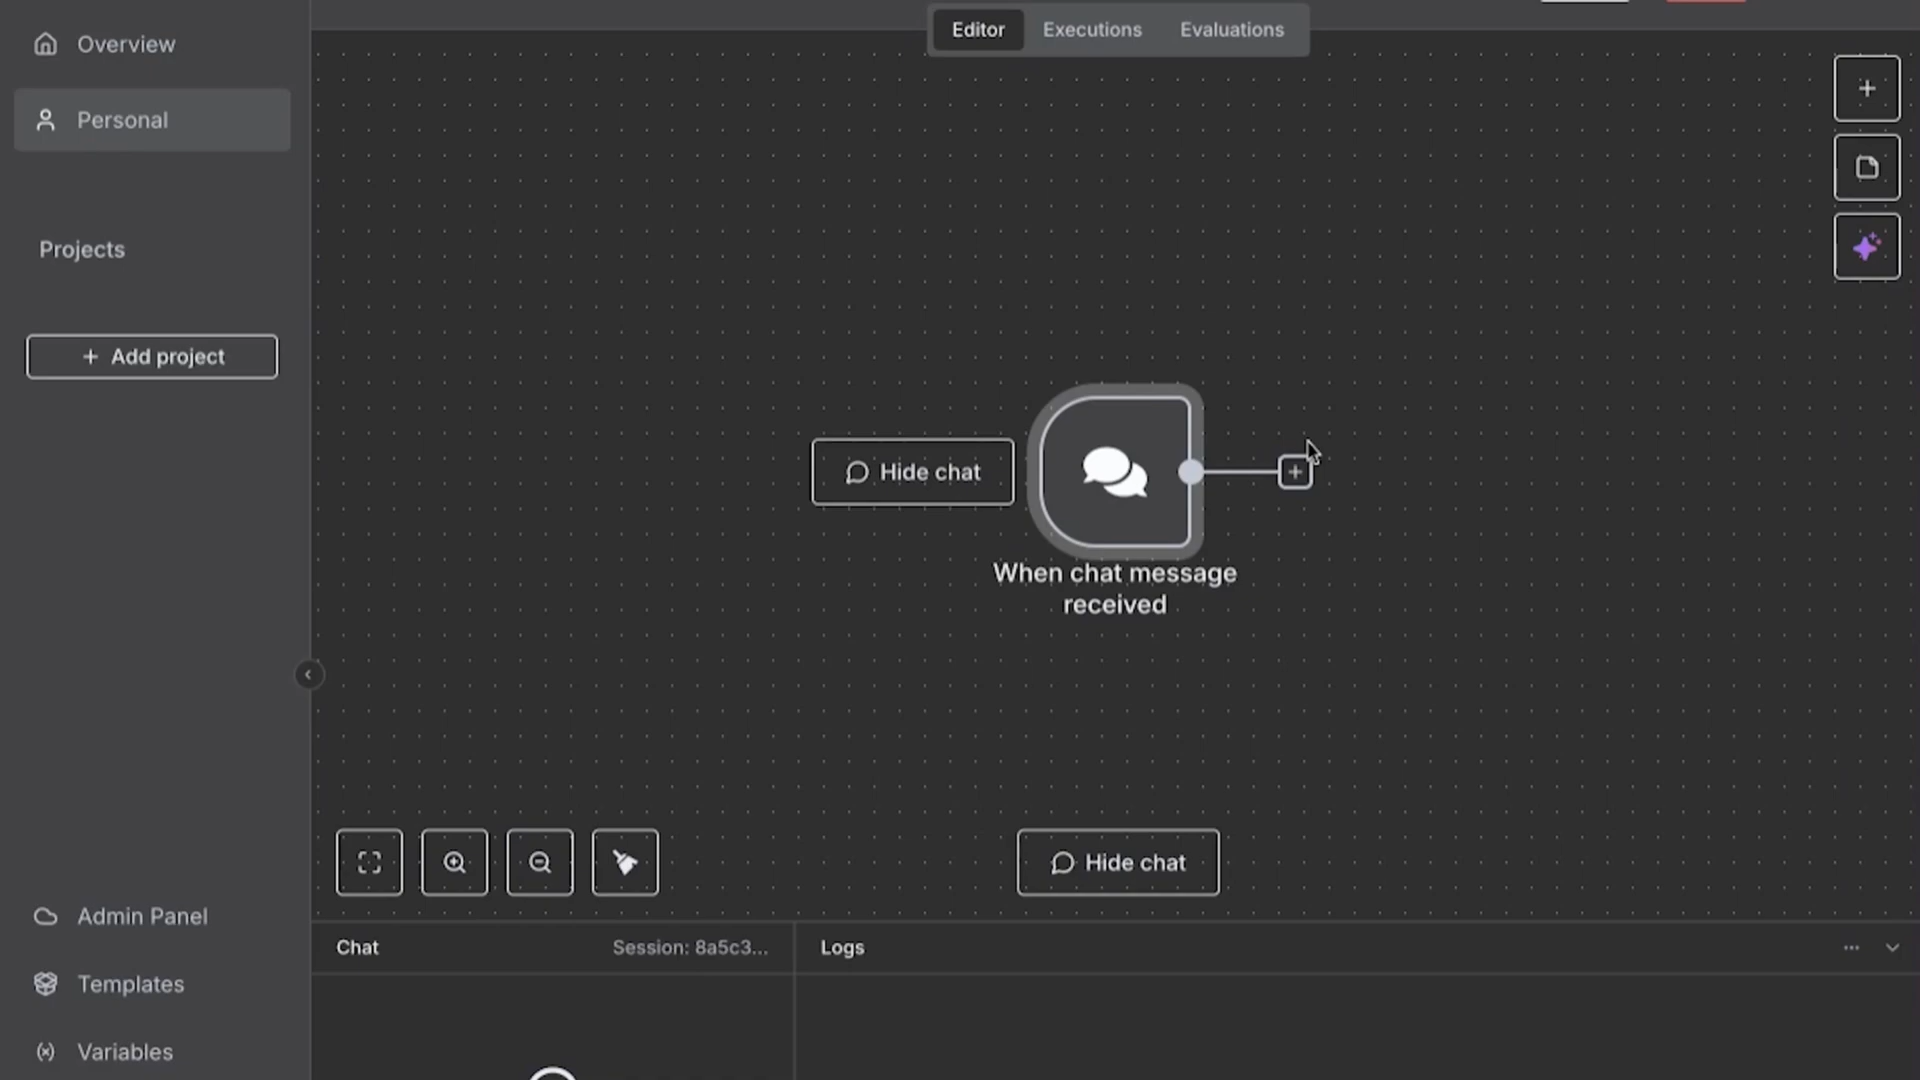 Overview
Personal
Projects
+ Add project
Admin Panel
Templates
Variables
Editor
Executions
Evaluations
Hide chat
When chat message
received
Hide chat
Chat
Session: 8a5c3...
Logs